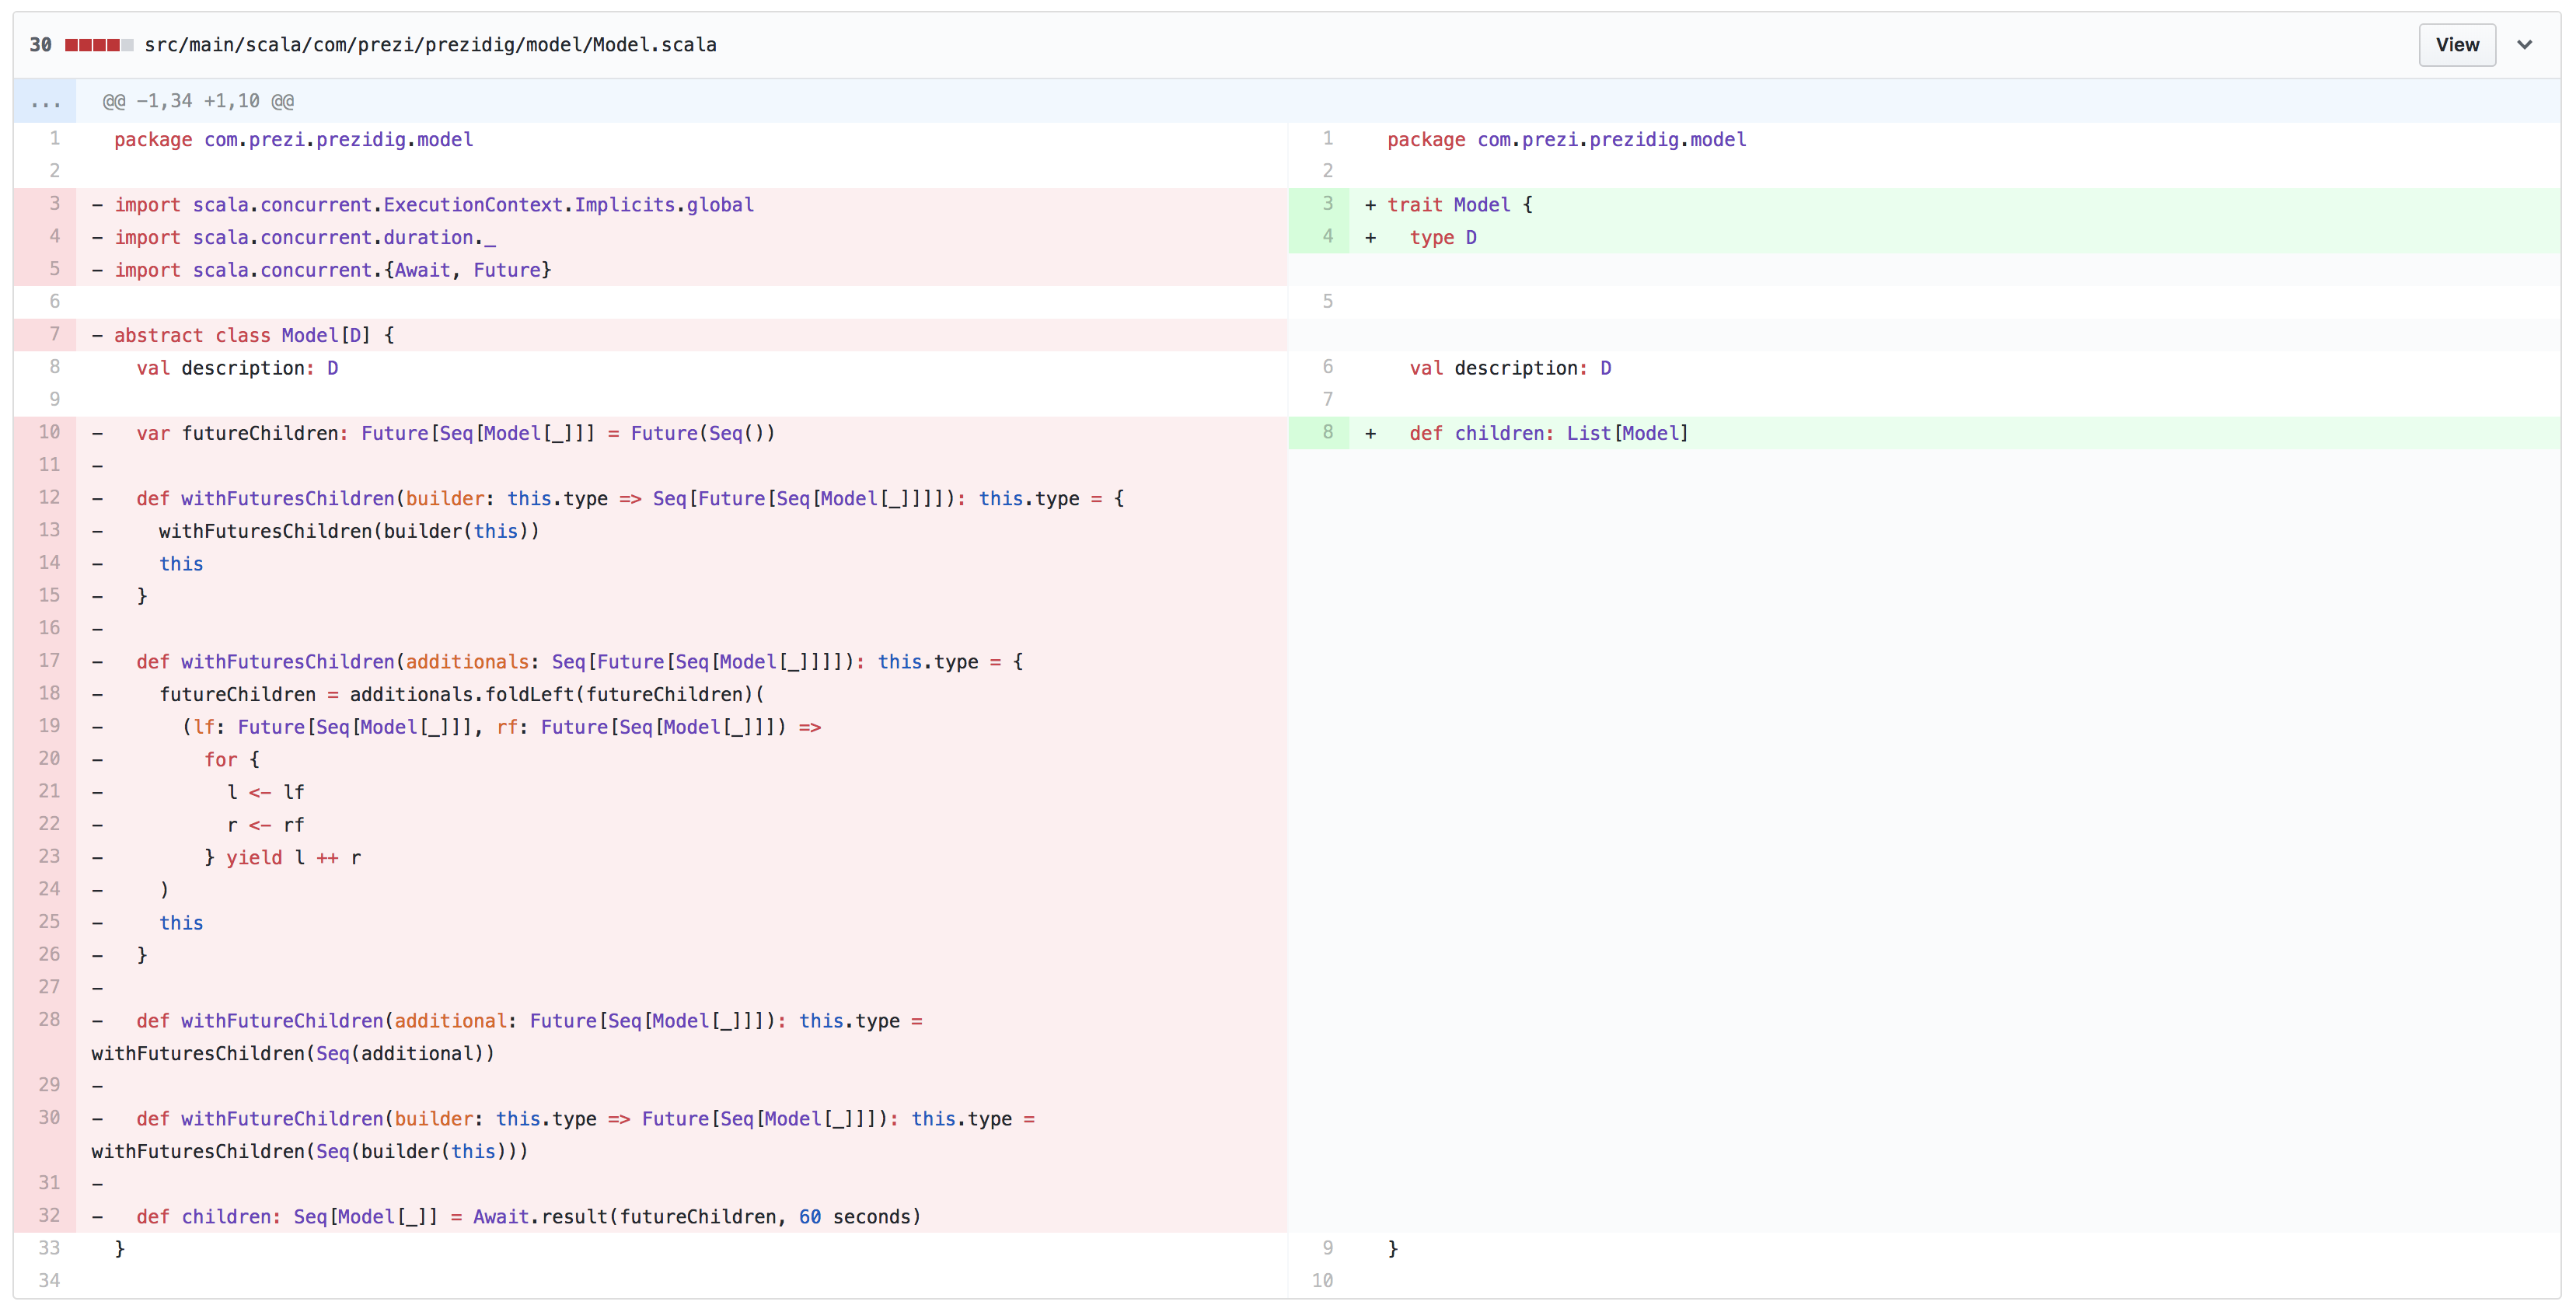 30 src/main/scala/com/prezi/prezidig/model/Model.scala View
... @@ -1,34 +1,10 @@
1 package com.prezi.prezidig.model 1 package com.prezi.prezidig.model
2 2
3 - import scala.concurrent.ExecutionContext.Implicits.global 3 + trait Model {
4 - import scala.concurrent.duration._ 4 +   type D
5 - import scala.concurrent.{Await, Future}
6 5
7 - abstract class Model[D] {
8   val description: D 6   val description: D
9 7
10 -   var futureChildren: Future[Seq[Model[_]]] = Future(Seq()) 8 +   def children: List[Model]
11 -
12 -   def withFuturesChildren(builder: this.type => Seq[Future[Seq[Model[_]]]]): this.type = {
13 -     withFuturesChildren(builder(this))
14 -     this
15 -   }
16 -
17 -   def withFuturesChildren(additionals: Seq[Future[Seq[Model[_]]]]): this.type = {
18 -     futureChildren = additionals.foldLeft(futureChildren)(
19 -       (lf: Future[Seq[Model[_]]], rf: Future[Seq[Model[_]]]) =>
20 -         for {
21 -           l <- lf
22 -           r <- rf
23 -         } yield l ++ r
24 -     )
25 -     this
26 -   }
27 -
28 -   def withFutureChildren(additional: Future[Seq[Model[_]]]): this.type =
withFuturesChildren(Seq(additional))
29 -
30 -   def withFutureChildren(builder: this.type => Future[Seq[Model[_]]]): this.type =
withFuturesChildren(Seq(builder(this)))
31 -
32 -   def children: Seq[Model[_]] = Await.result(futureChildren, 60 seconds)
33 } 9 }
34 10